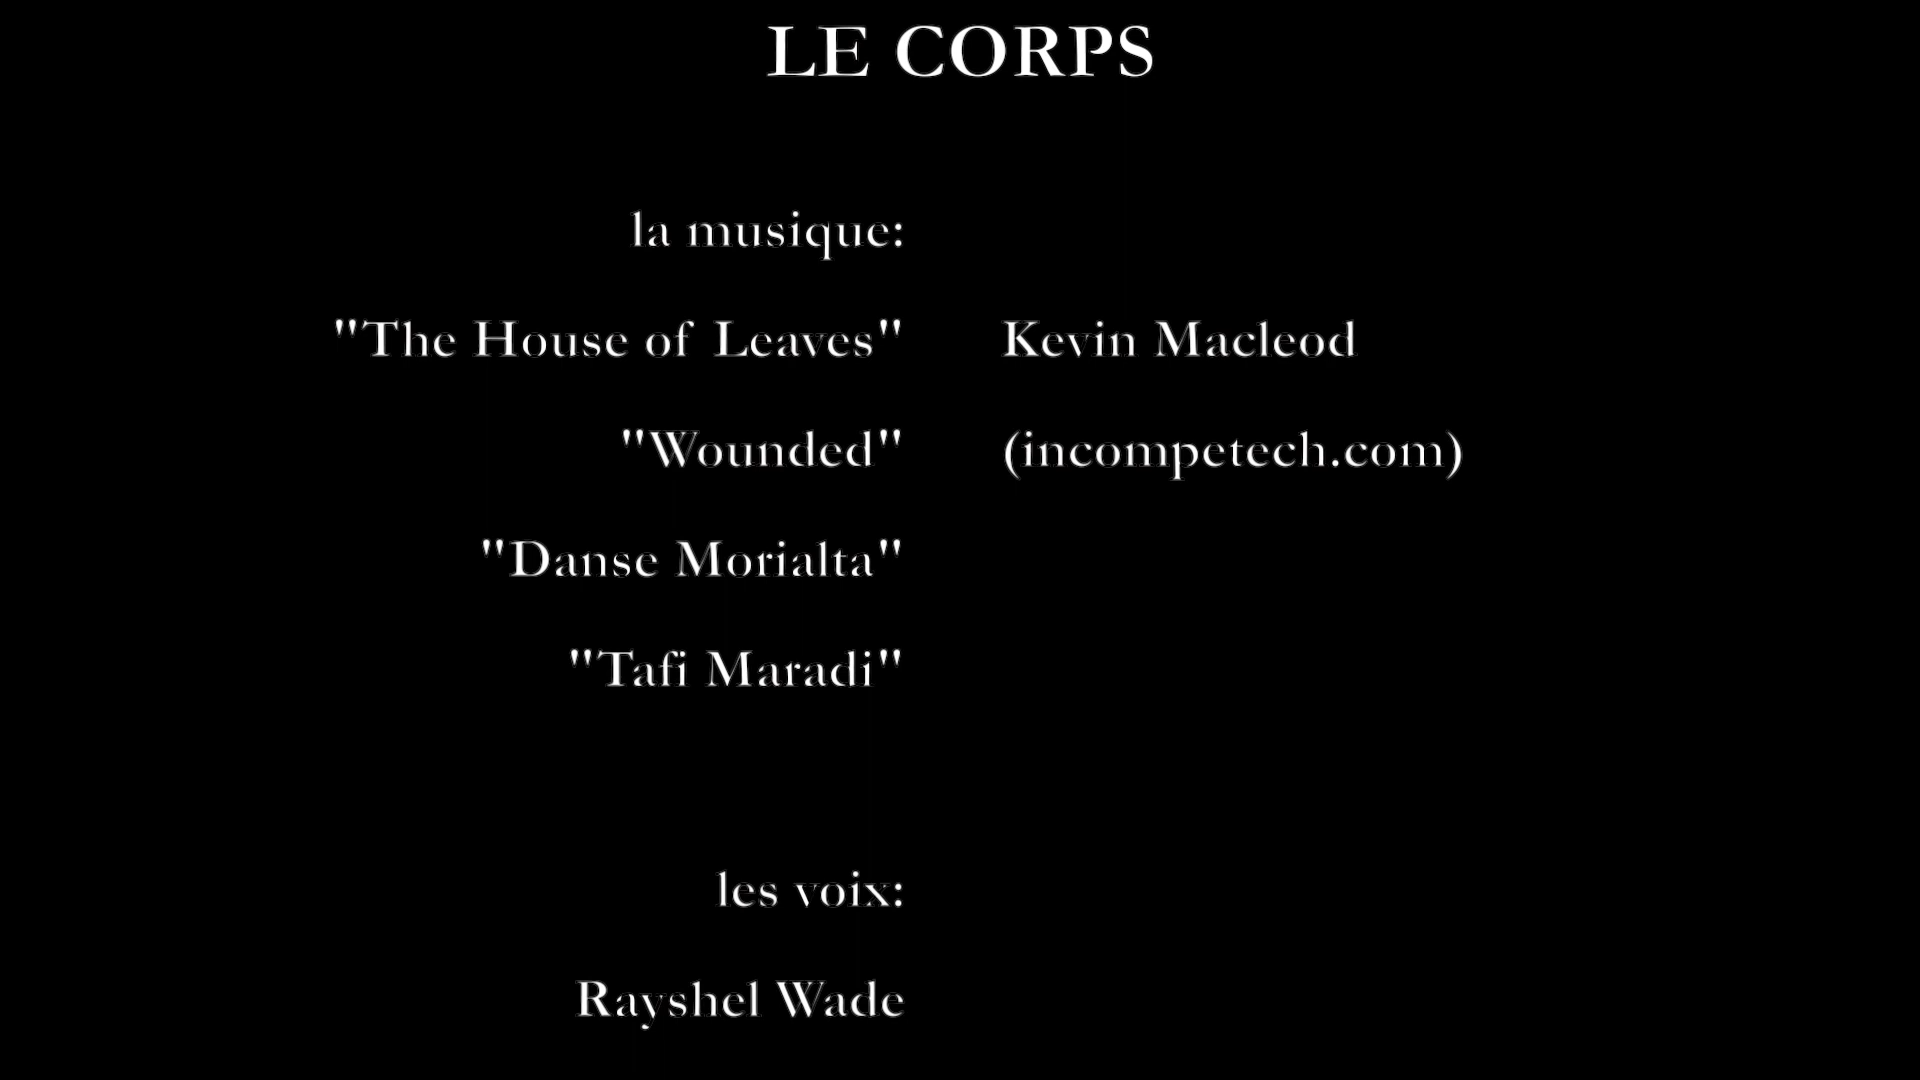 LE CORPS
la musique:
"The House of Leaves" Kevin Macleod
"Wounded" (incompetech.com)
"Danse Morialta"
"Tafi Maradi"
les voix:
Rayshel Wade